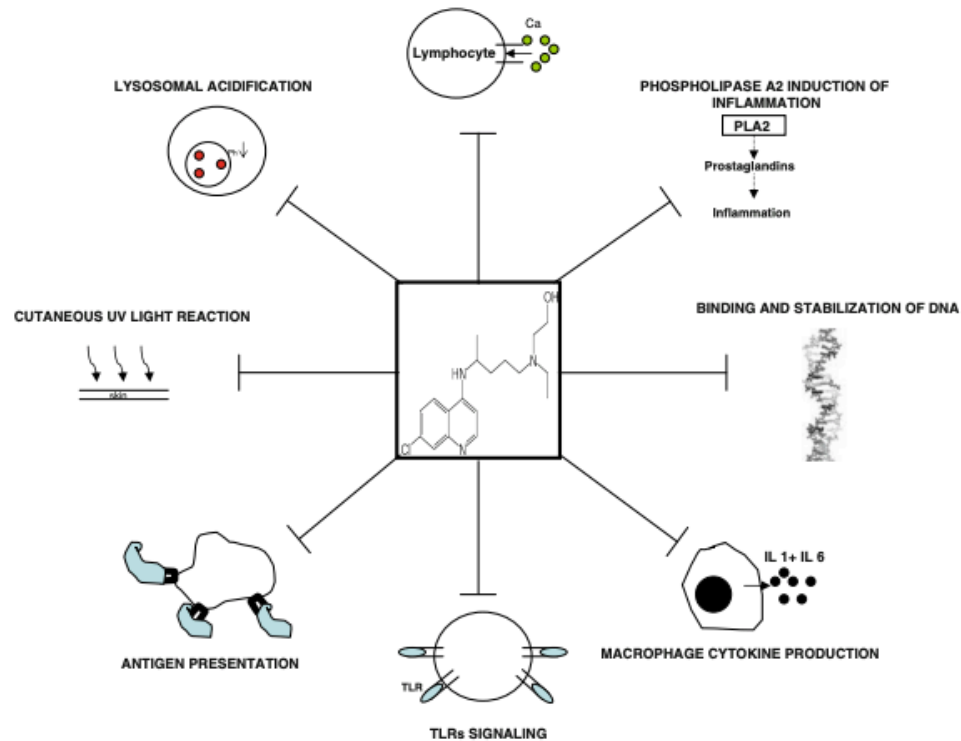 Ca
Lymphocyte
LYSOSOMAL ACIDIFICATION
PHOSPHOLIPASE A2 INDUCTION OF
INFLAMMATION
PLA2
Prostaglandins
Inflammation
CUTANEOUS UV LIGHT REACTION
skin
BINDING AND STABILIZATION OF DNA
OH
N
HN
Cl
N
IL 1+ IL 6
ANTIGEN PRESENTATION
MACROPHAGE CYTOKINE PRODUCTION
TLR
TLRs SIGNALING